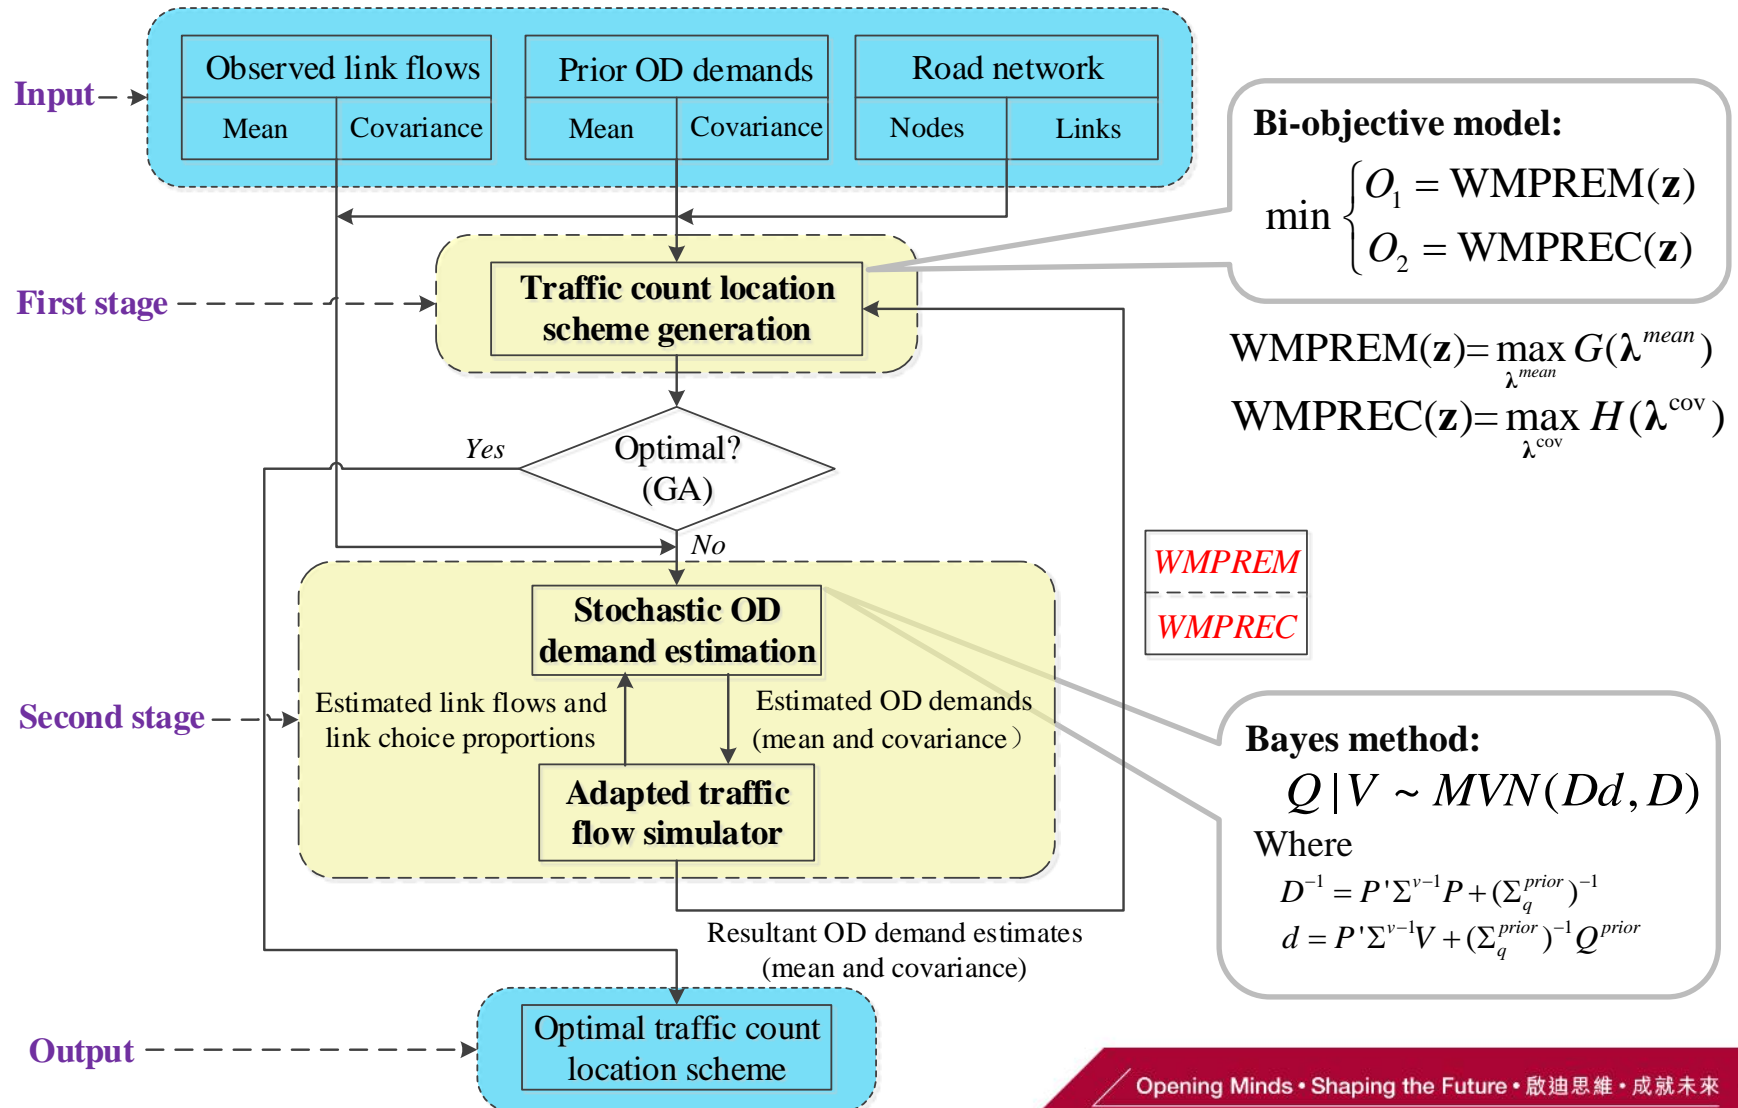 Input
Observed link flows
Mean
Covariance
Prior OD demands
Mean
Covariance
Road network
Nodes
Links
First stage
Traffic count location
scheme generation
Bi-objective model:
min { O₁ = WMPREM(z)
O₂ = WMPREC(z)
WMPREM(z)= max G(λ^mean)
λ^mean
WMPREC(z)= max H(λ^cov)
λ^cov
Yes
Optimal?
(GA)
No
WMPREM
WMPREC
Second stage
Stochastic OD
demand estimation
Estimated link flows and
link choice proportions
Estimated OD demands
(mean and covariance）
Adapted traffic
flow simulator
Bayes method:
Q | V ~ MVN(Dd, D)
Where
D⁻¹ = P'Σ^{v−1}P + (Σ_q^{prior})⁻¹
d = P'Σ^{v−1}V + (Σ_q^{prior})⁻¹Q^{prior}
Resultant OD demand estimates
(mean and covariance)
Output
Optimal traffic count
location scheme
Opening Minds • Shaping the Future • 啟迪思維 • 成就未來